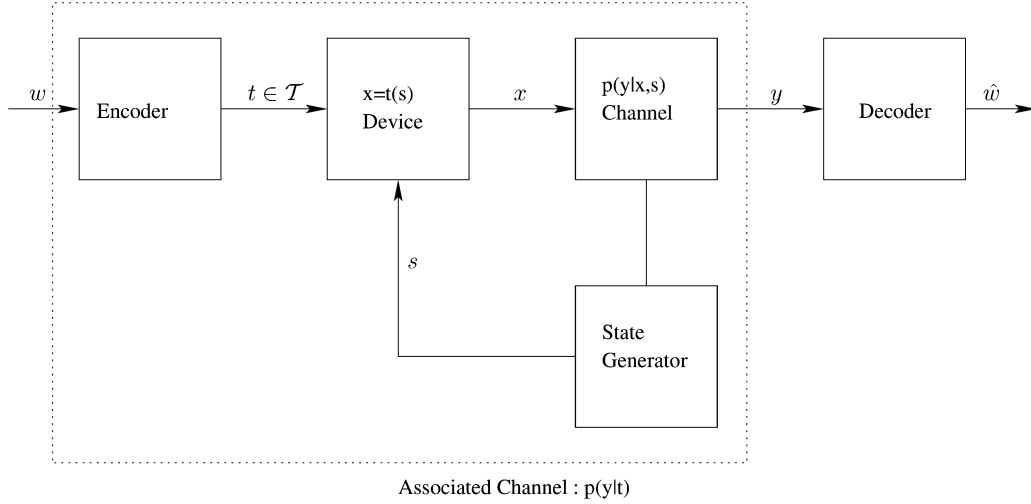 w
Encoder
t ∈ 𝒯
x=t(s)
Device
x
p(y|x,s)
Channel
y
Decoder
ŵ
s
State
Generator
Associated Channel : p(y|t)